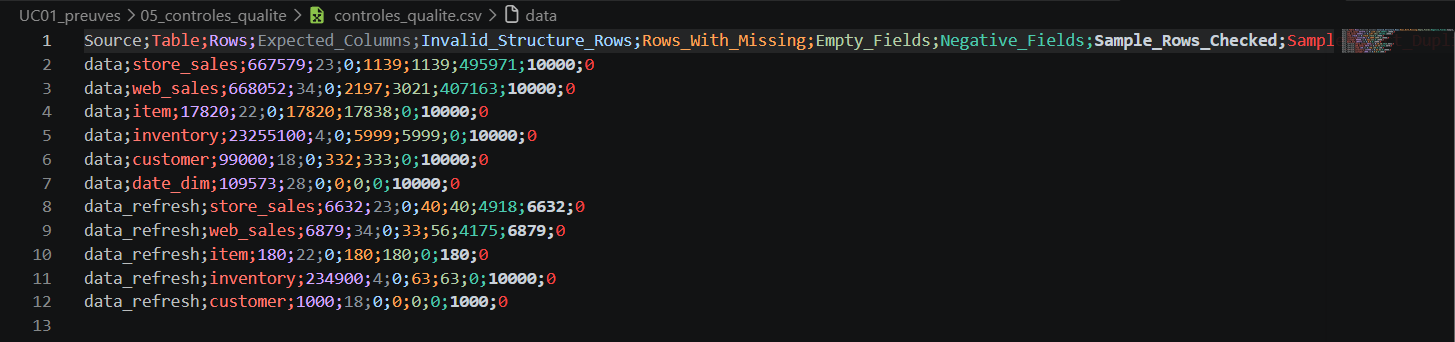 UC01_preuves > 05_controles_qualite > controles_qualite.csv > data
1 Source;Table;Rows;Expected_Columns;Invalid_Structure_Rows;Rows_With_Missing;Empty_Fields;Negative_Fields;Sample_Rows_Checked;Sampl
2 data;store_sales;667579;23;0;1139;1139;495971;10000;0
3 data;web_sales;668052;34;0;2197;3021;407163;10000;0
4 data;item;17820;22;0;17820;17838;0;10000;0
5 data;inventory;23255100;4;0;5999;5999;0;10000;0
6 data;customer;99000;18;0;332;333;0;10000;0
7 data;date_dim;109573;28;0;0;0;0;10000;0
8 data_refresh;store_sales;6632;23;0;40;40;4918;6632;0
9 data_refresh;web_sales;6879;34;0;33;56;4175;6879;0
10 data_refresh;item;180;22;0;180;180;0;180;0
11 data_refresh;inventory;234900;4;0;63;63;0;10000;0
12 data_refresh;customer;1000;18;0;0;0;0;1000;0
13